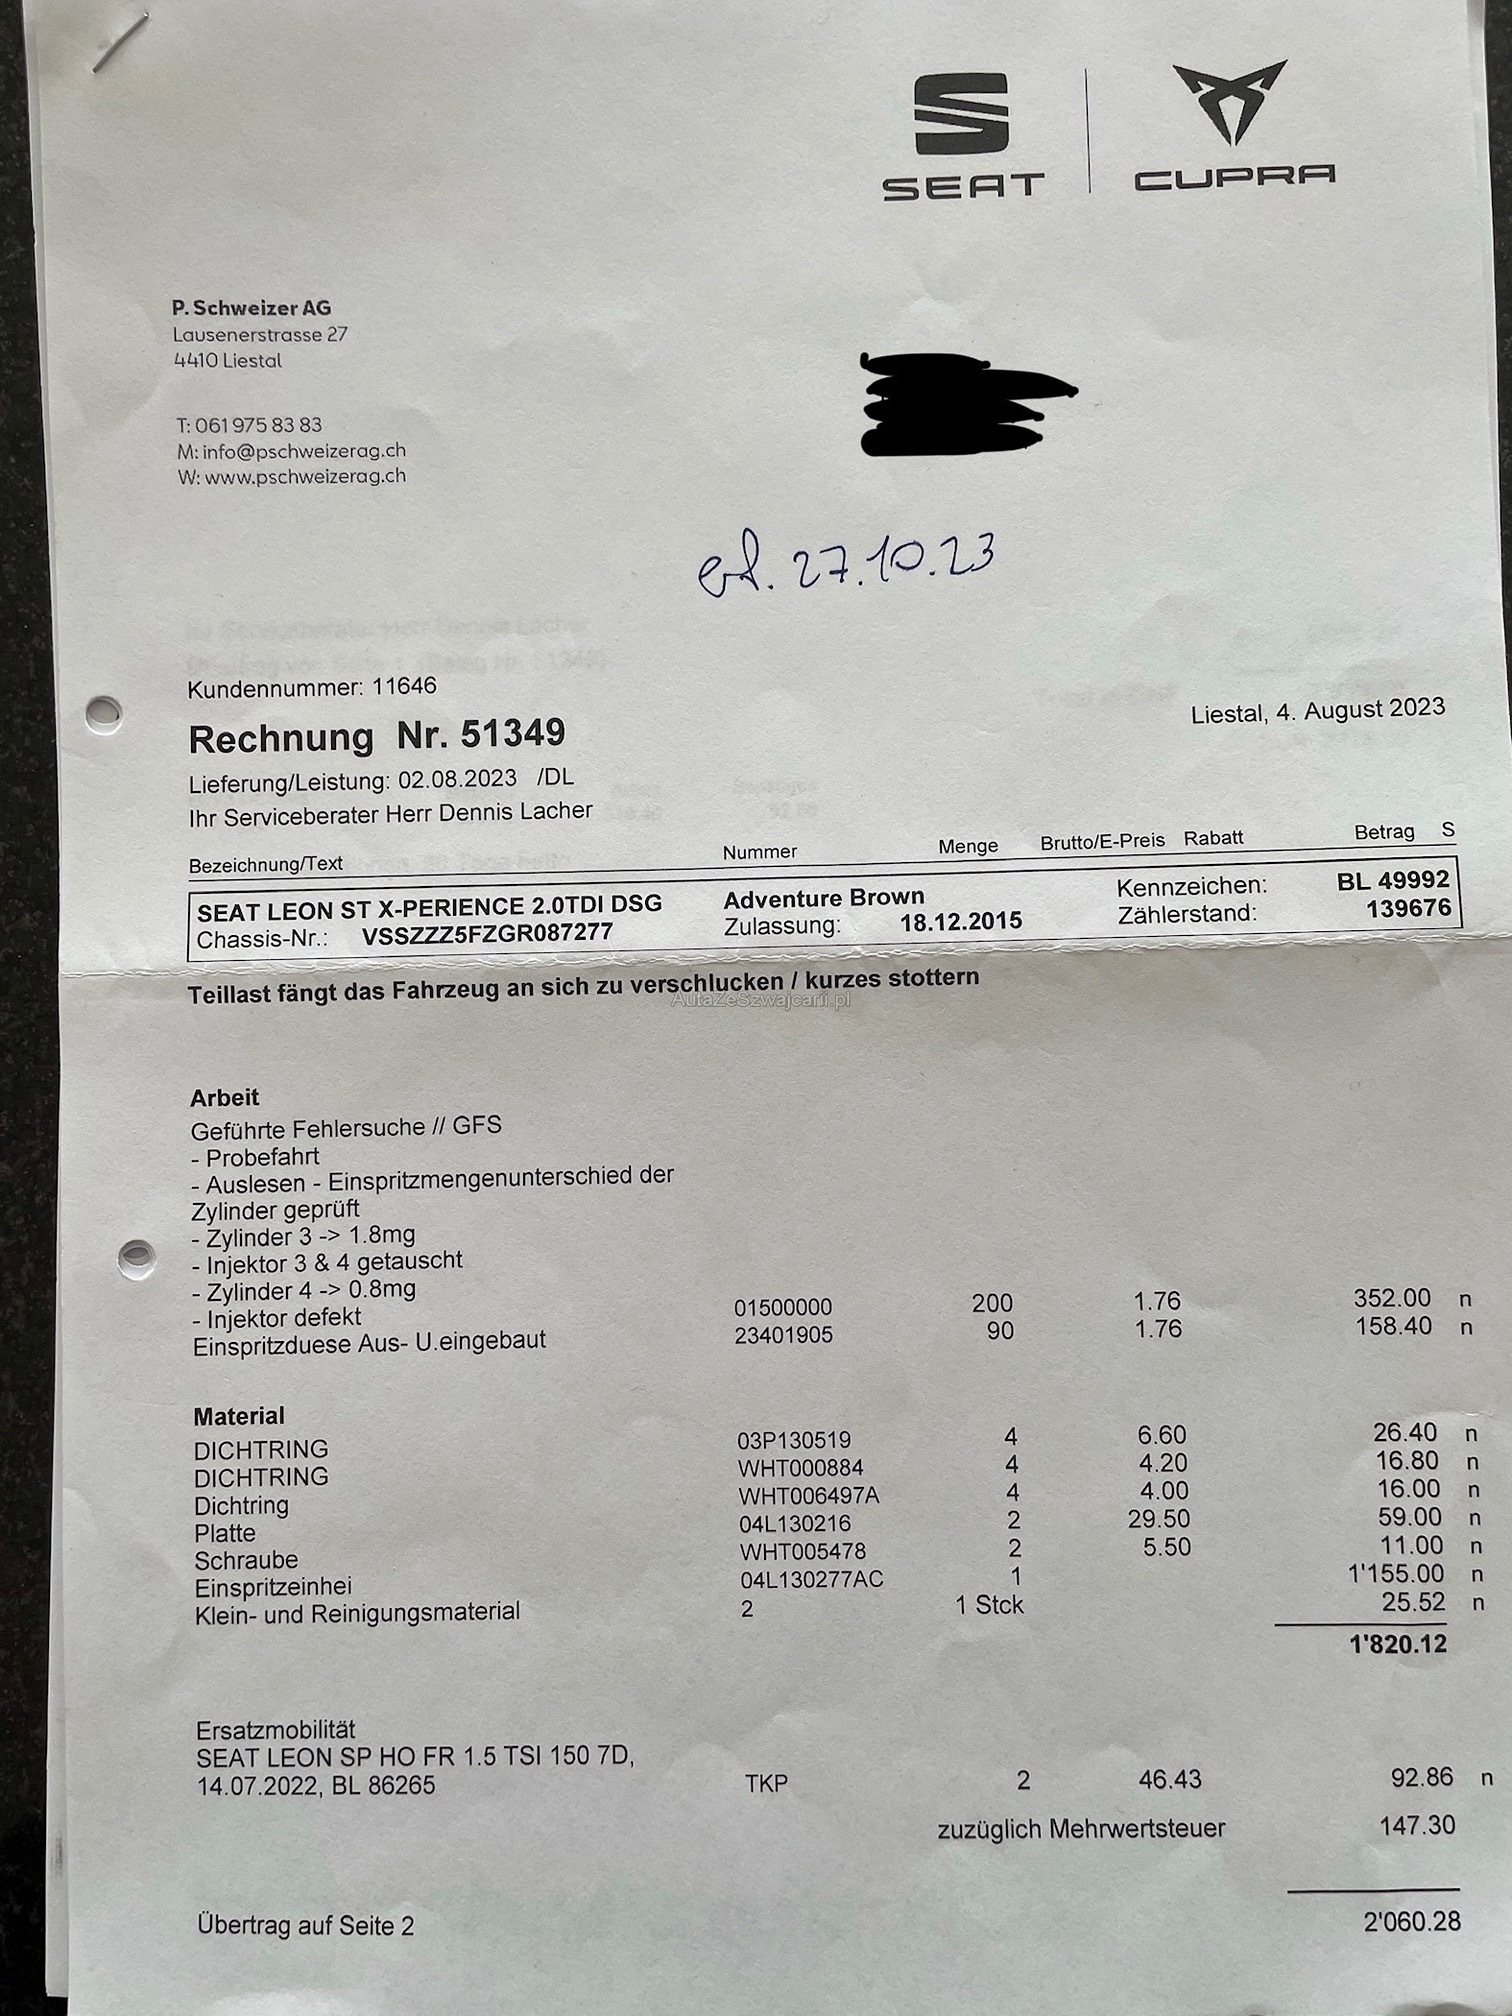 SEAT
CUPRA
P. Schweizer AG
Lausenerstrasse 27
4410 Liestal
T: 061 975 83 83
M: info@pschweizerag.ch
W: www.pschweizerag.ch
erl. 27.10.23
Kundennummer: 11646
Rechnung Nr. 51349
Liestal, 4. August 2023
Lieferung/Leistung: 02.08.2023 /DL
Ihr Serviceberater Herr Dennis Lacher
Bezeichnung/Text Nummer Menge Brutto/E-Preis Rabatt Betrag S
SEAT LEON ST X-PERIENCE 2.0TDI DSG Adventure Brown Kennzeichen: BL 49992
Chassis-Nr.: VSSZZZ5FZGR087277 Zulassung: 18.12.2015 Zählerstand: 139676
Teillast fängt das Fahrzeug an sich zu verschlucken / kurzes stottern
AutaZeSzwajcarii.pl
Arbeit
Geführte Fehlersuche // GFS
- Probefahrt
- Auslesen - Einspritzmengenunterschied der
Zylinder geprüft
- Zylinder 3 -> 1.8mg
- Injektor 3 & 4 getauscht
- Zylinder 4 -> 0.8mg
- Injektor defekt 01500000 200 1.76 352.00 n
Einspritzduese Aus- U.eingebaut 23401905 90 1.76 158.40 n
Material
DICHTRING 03P130519 4 6.60 26.40 n
DICHTRING WHT000884 4 4.20 16.80 n
Dichtring WHT006497A 4 4.00 16.00 n
Platte 04L130216 2 29.50 59.00 n
Schraube WHT005478 2 5.50 11.00 n
Einspritzeinhei 04L130277AC 1 1'155.00 n
Klein- und Reinigungsmaterial 2 1 Stck 25.52 n
1'820.12
Ersatzmobilität
SEAT LEON SP HO FR 1.5 TSI 150 7D,
14.07.2022, BL 86265 TKP 2 46.43 92.86 n
zuzüglich Mehrwertsteuer 147.30
Übertrag auf Seite 2 2'060.28